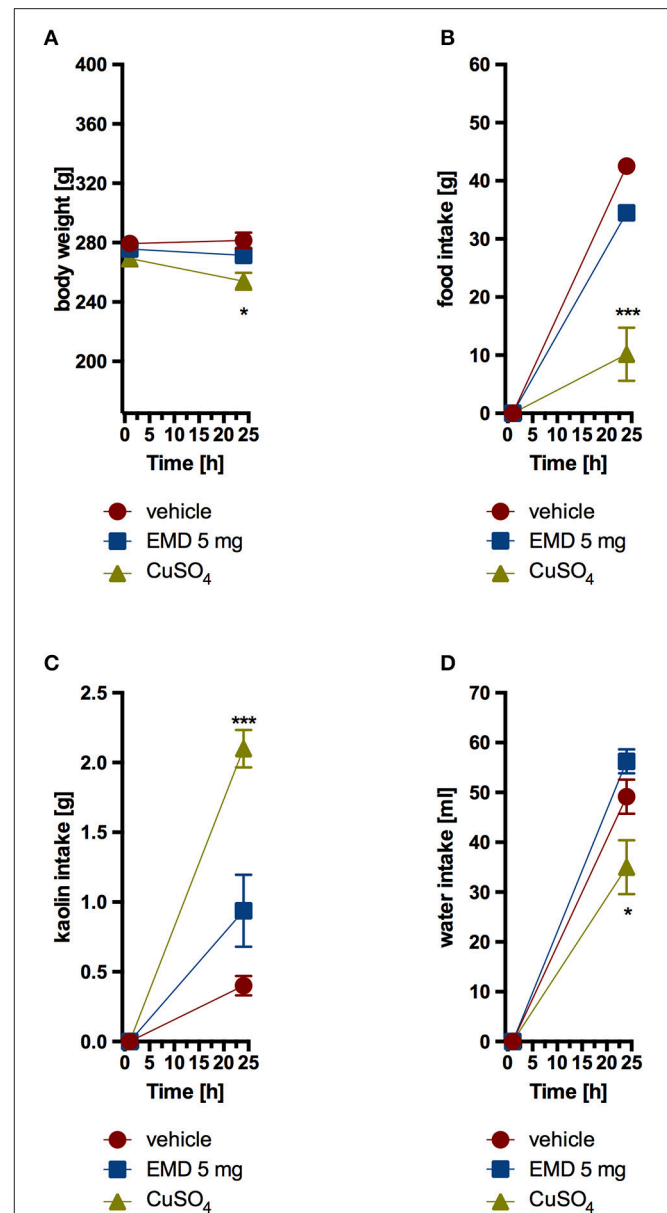 A
400
360
320
280
240
200
body weight [g]
0 5 10 15 20 25
Time [h]
*
vehicle
EMD 5 mg
CuSO₄
B
60
50
40
30
20
10
0
food intake [g]
0 5 10 15 20 25
Time [h]
***
vehicle
EMD 5 mg
CuSO₄
C
2.5
2.0
1.5
1.0
0.5
0.0
kaolin intake [g]
0 5 10 15 20 25
Time [h]
***
vehicle
EMD 5 mg
CuSO₄
D
70
60
50
40
30
20
10
0
water intake [ml]
0 5 10 15 20 25
Time [h]
*
vehicle
EMD 5 mg
CuSO₄